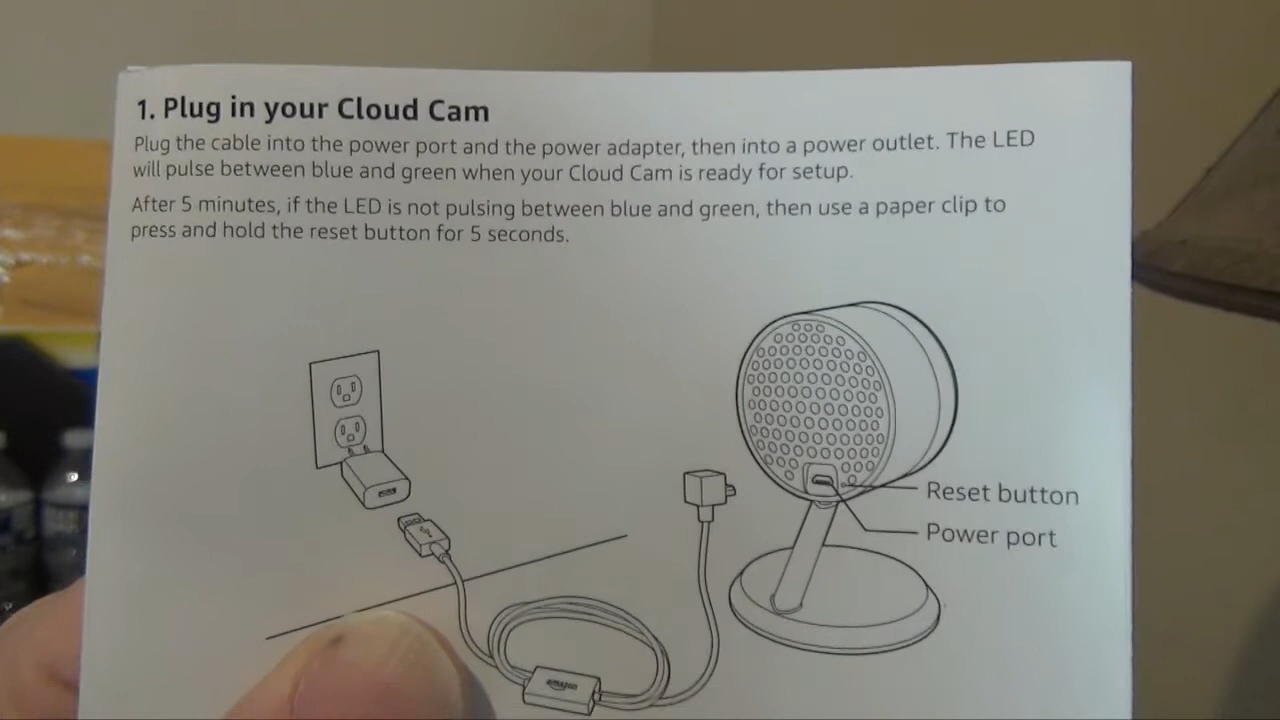 1. Plug in your Cloud Cam
Plug the cable into the power port and the power adapter, then into a power outlet. The LED
will pulse between blue and green when your Cloud Cam is ready for setup.
After 5 minutes, if the LED is not pulsing between blue and green, then use a paper clip to
press and hold the reset button for 5 seconds.
Reset button
Power port
amazon